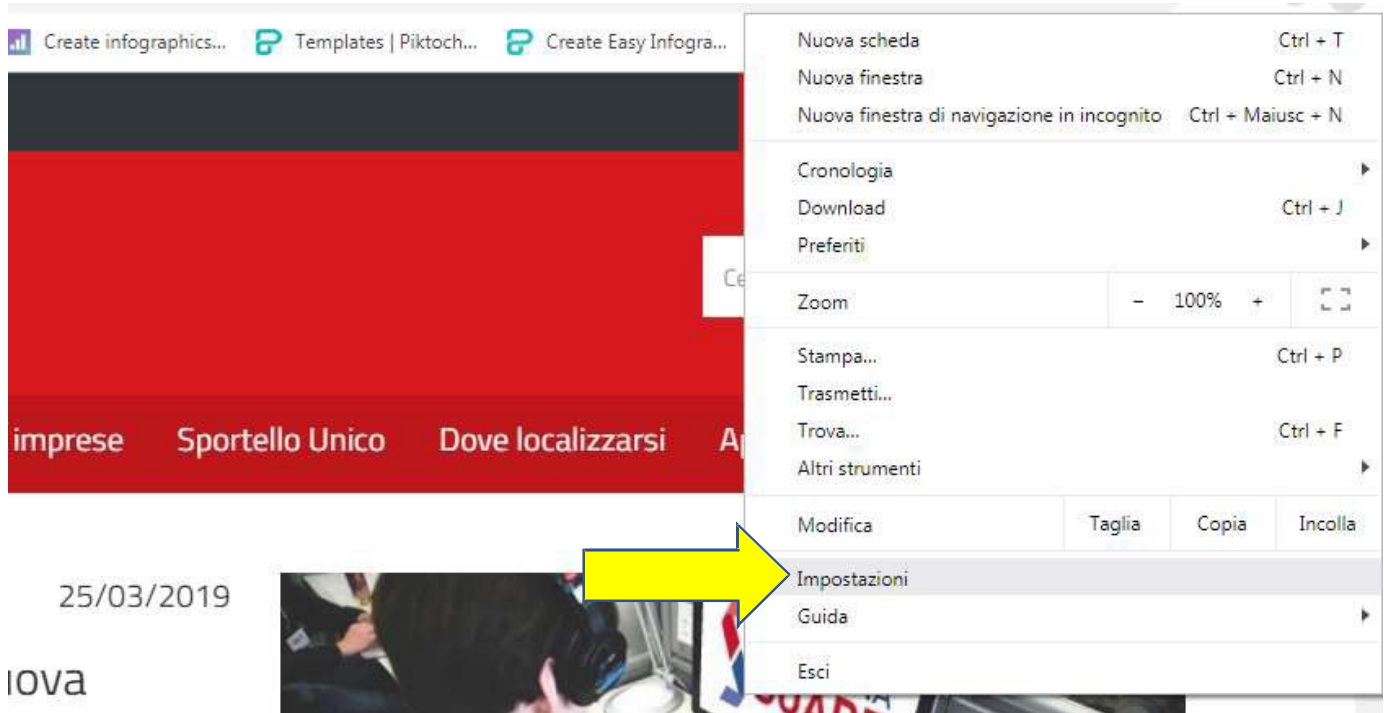 Create infographics...
Templates | Piktoch...
Create Easy Infogra...
imprese
Sportello Unico
Dove localizzarsi
25/03/2019
Nuova scheda Ctrl + T
Nuova finestra Ctrl + N
Nuova finestra di navigazione in incognito Ctrl + Maiusc + N
Cronologia
Download Ctrl + J
Preferiti
Zoom - 100% +
Stampa... Ctrl + P
Trasmetti...
Trova... Ctrl + F
Altri strumenti
Modifica Taglia Copia Incolla
Impostazioni
Guida
Esci